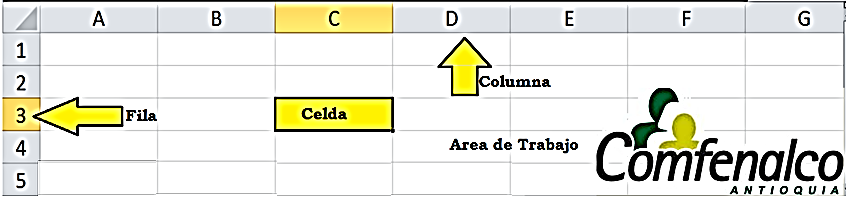 A B C D E F G
1
2
Columna
3 Fila Celda
4 Area de Trabajo
Comfenalco
5
ANTIOQUIA